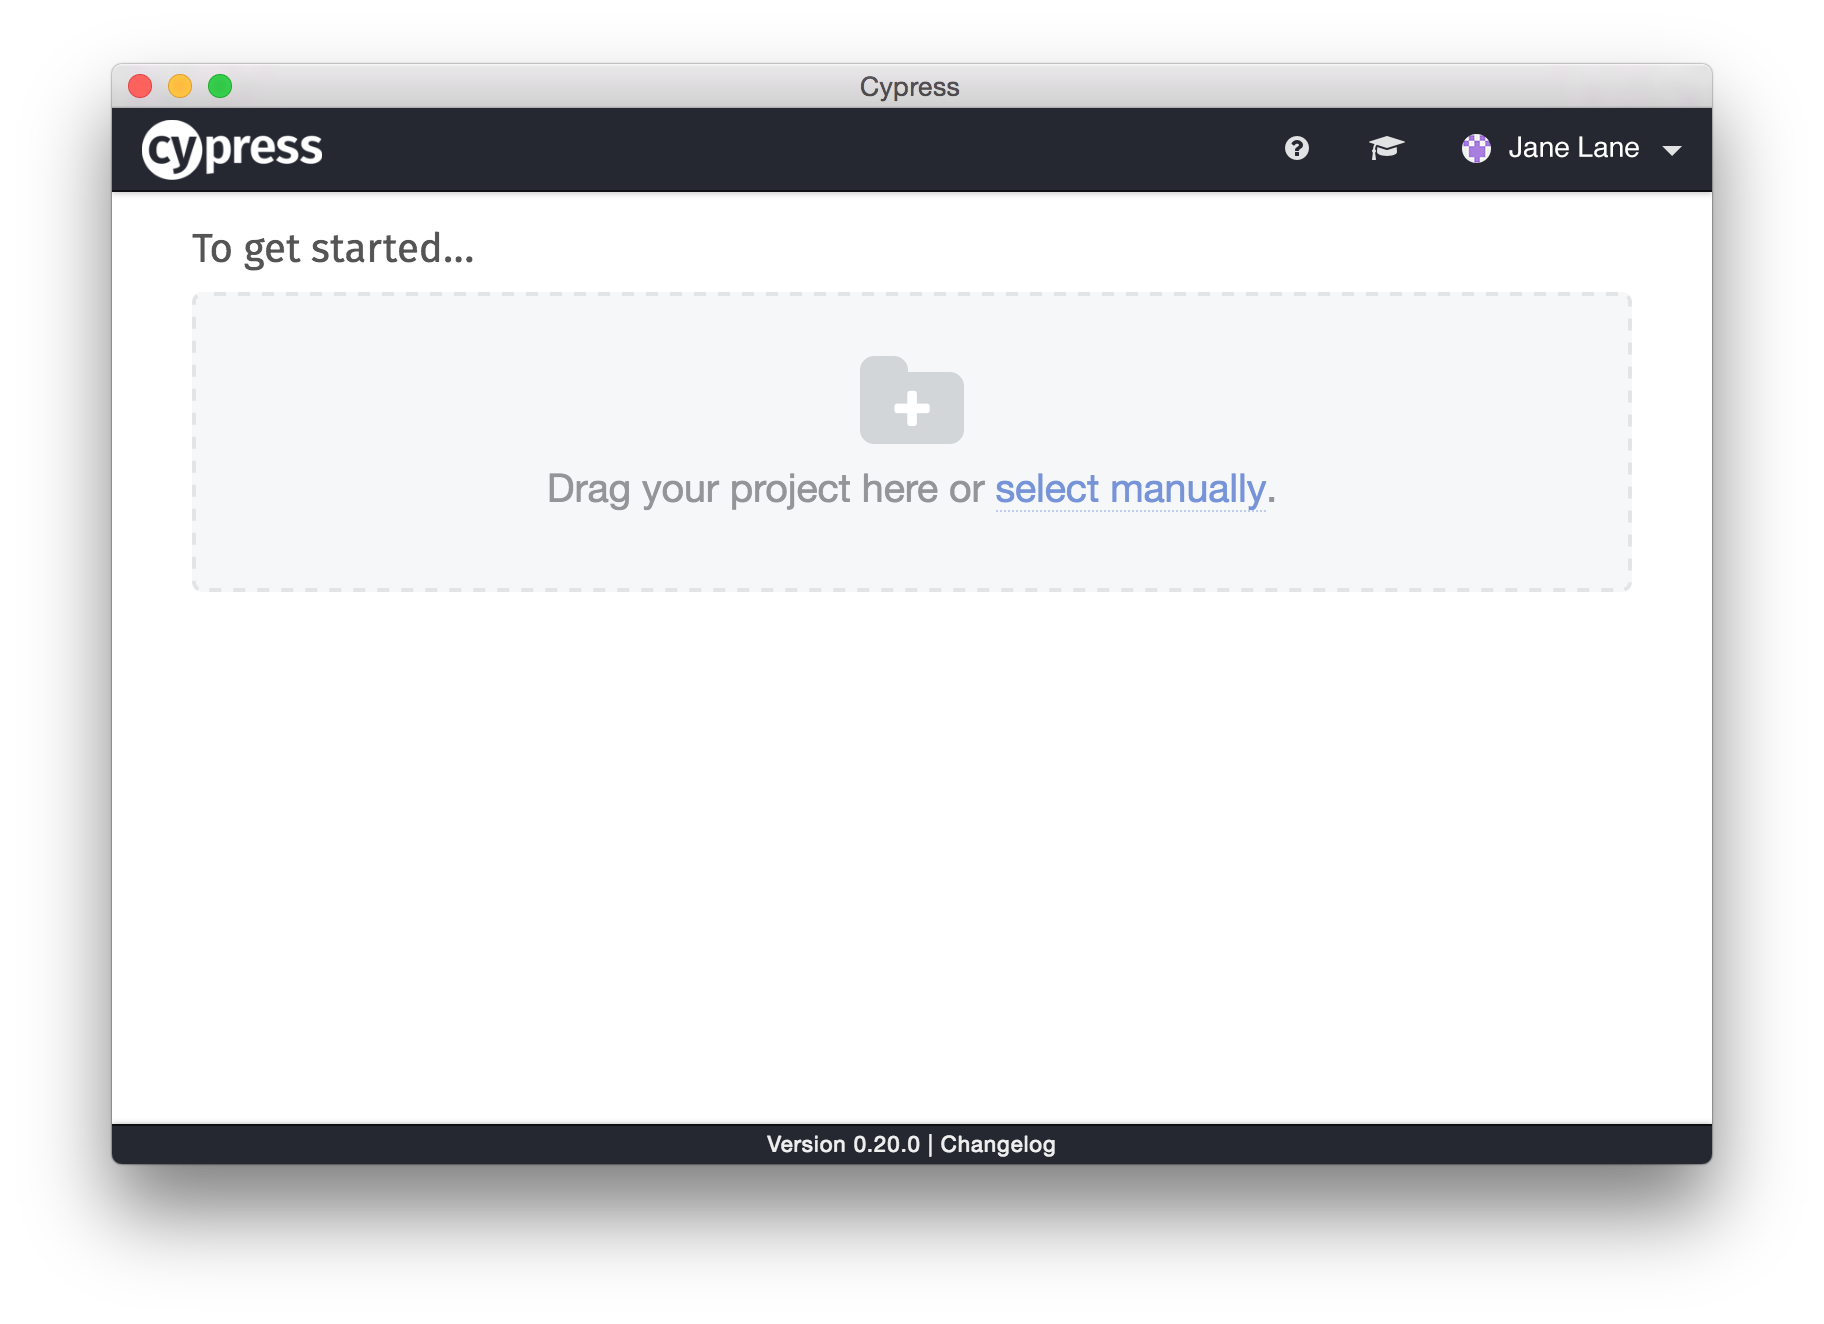 Cypress
cypress
Jane Lane
To get started...
Drag your project here or select manually.
Version 0.20.0 | Changelog